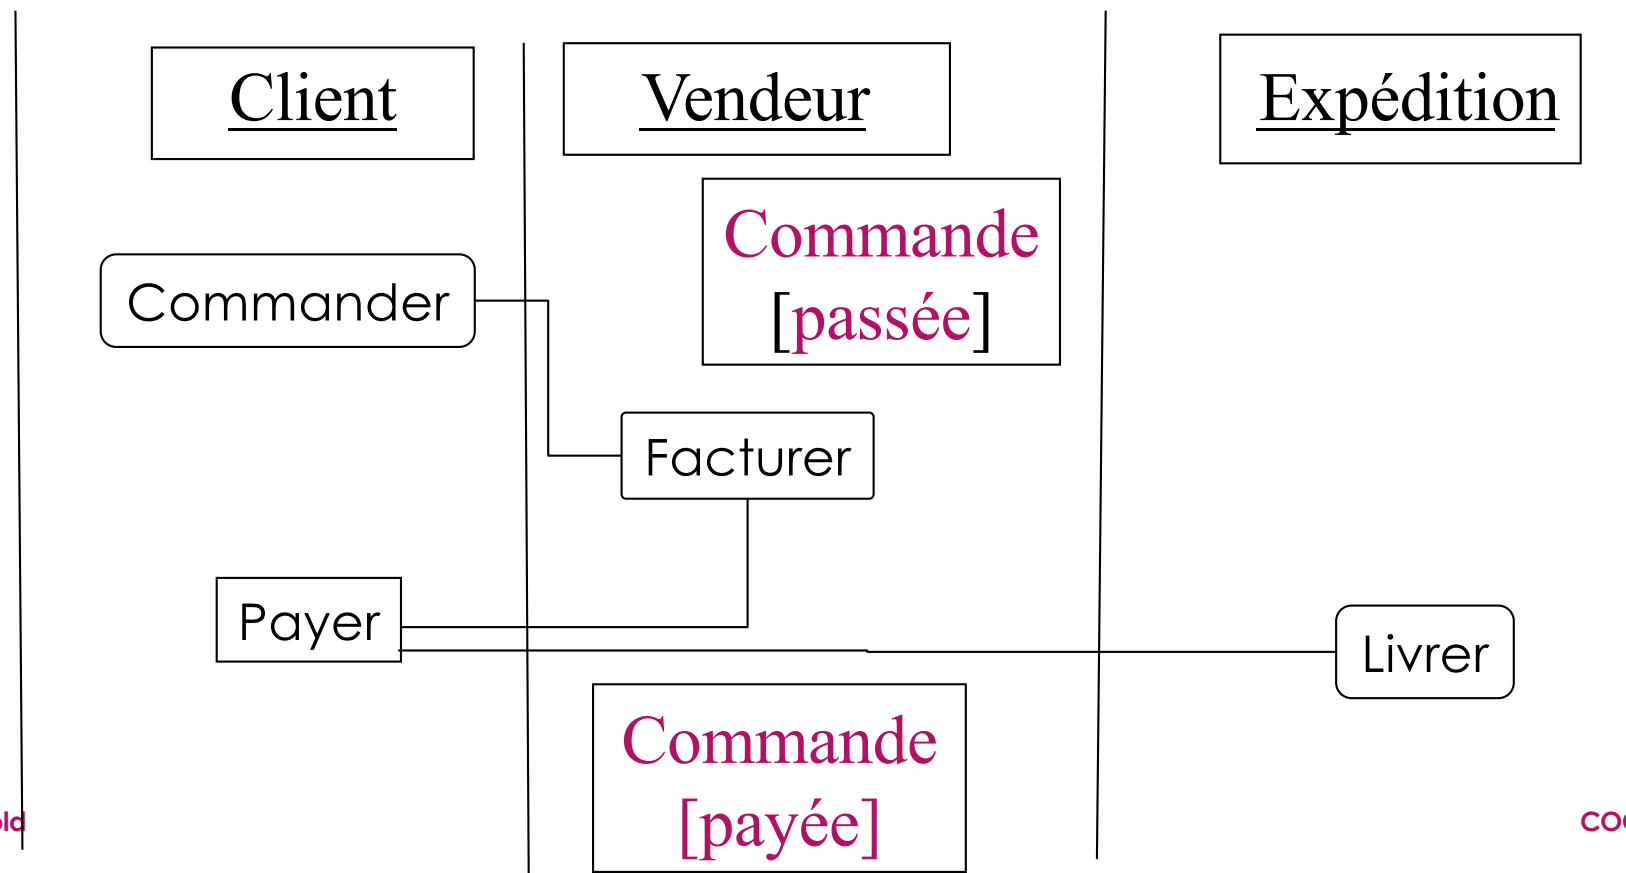 Client
Vendeur
Expédition
Commande
[passée]
Commander
Facturer
Payer
Livrer
Commande
[payée]